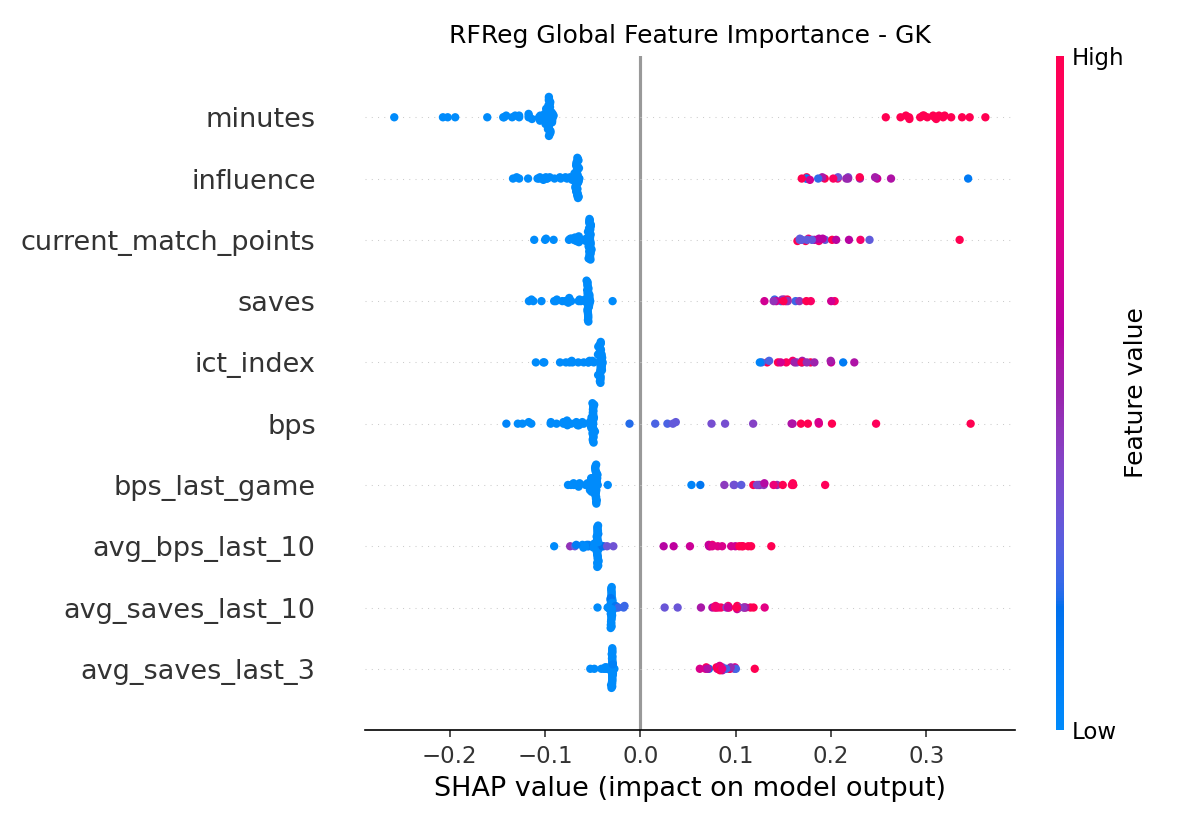 RFReg Global Feature Importance - GK
High
minutes
influence
current_match_points
saves
ict_index
bps
bps_last_game
avg_bps_last_10
avg_saves_last_10
avg_saves_last_3
Feature value
Low
−0.2 −0.1 0.0 0.1 0.2 0.3
SHAP value (impact on model output)